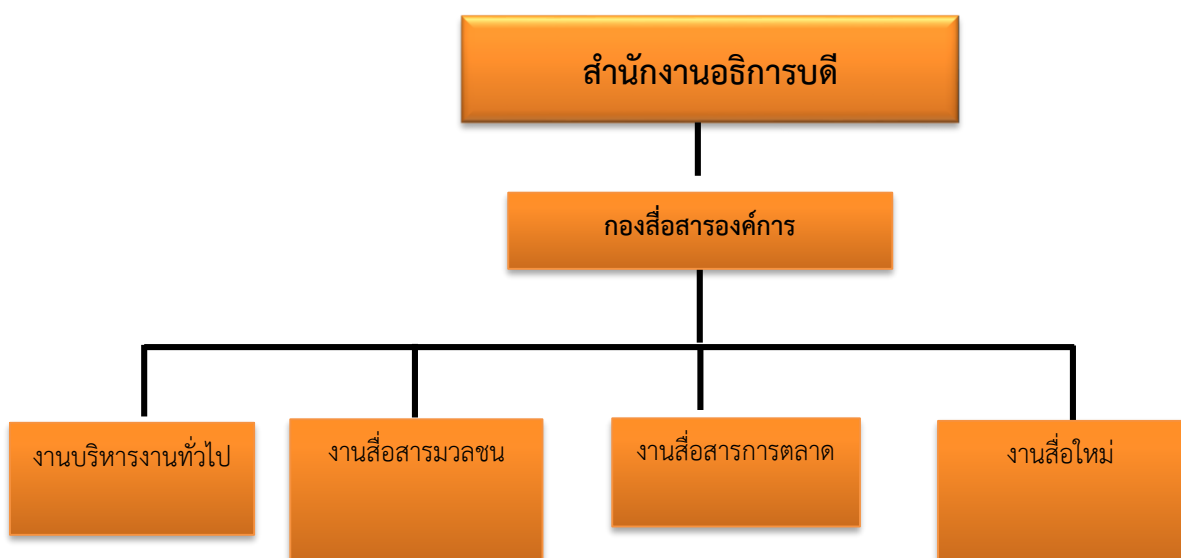 สำนักงานอธิการบดี
กองสื่อสารองค์การ
งานบริหารงานทั่วไป
งานสื่อสารมวลชน
งานสื่อสารการตลาด
งานสื่อใหม่